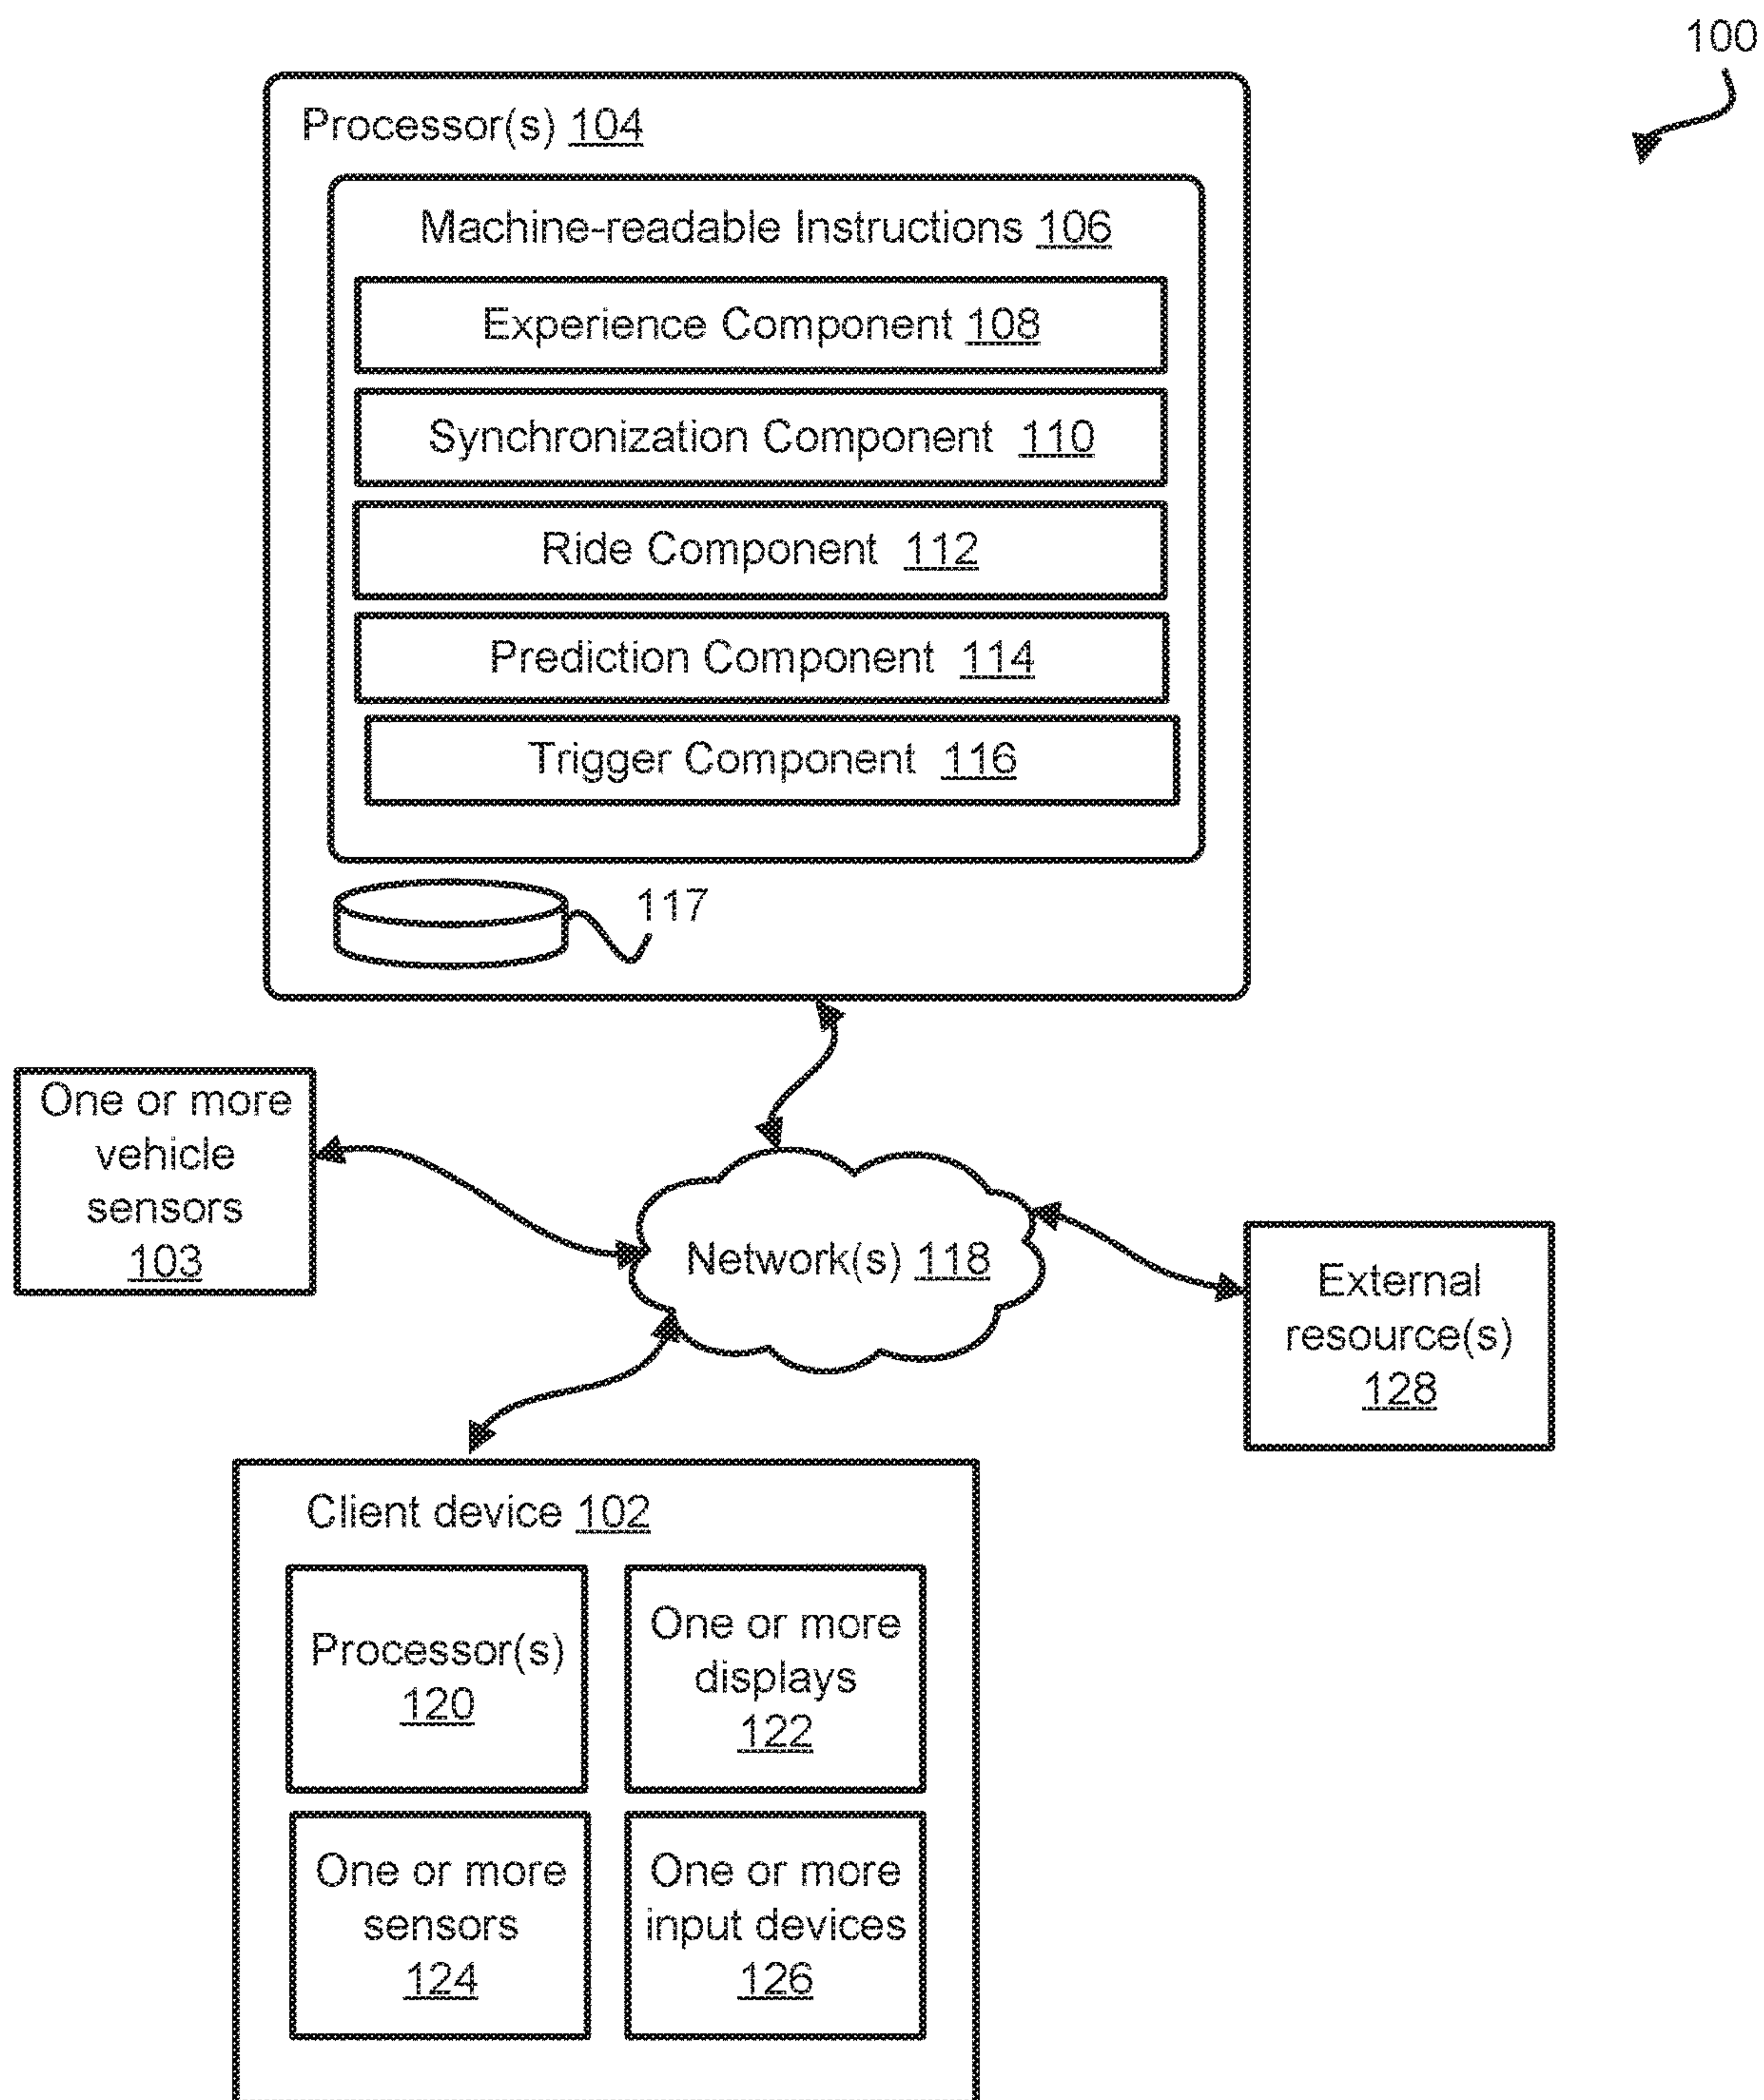 100
Processor(s) 104
Machine-readable Instructions 106
Experience Component 108
Synchronization Component 110
Ride Component 112
Prediction Component 114
Trigger Component 116
117
One or more
vehicle
sensors
103
Network(s) 118
External
resource(s)
128
Client device 102
Processor(s)
120
One or more
displays
122
One or more
sensors
124
One or more
input devices
126